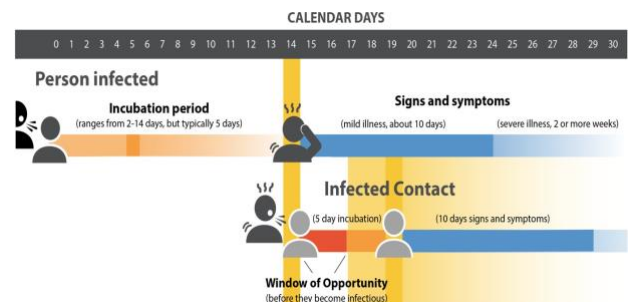 CALENDAR DAYS
0 1 2 3 4 5 6 7 8 9 10 11 12 13 14 15 16 17 18 19 20 21 22 23 24 25 26 27 28 29 30
Person infected
Incubation period
(ranges from 2-14 days, but typically 5 days)
Signs and symptoms
(mild illness, about 10 days) (severe illness, 2 or more weeks)
Infected Contact
(5 day incubation) (10 days signs and symptoms)
Window of Opportunity
(before they become infectious)